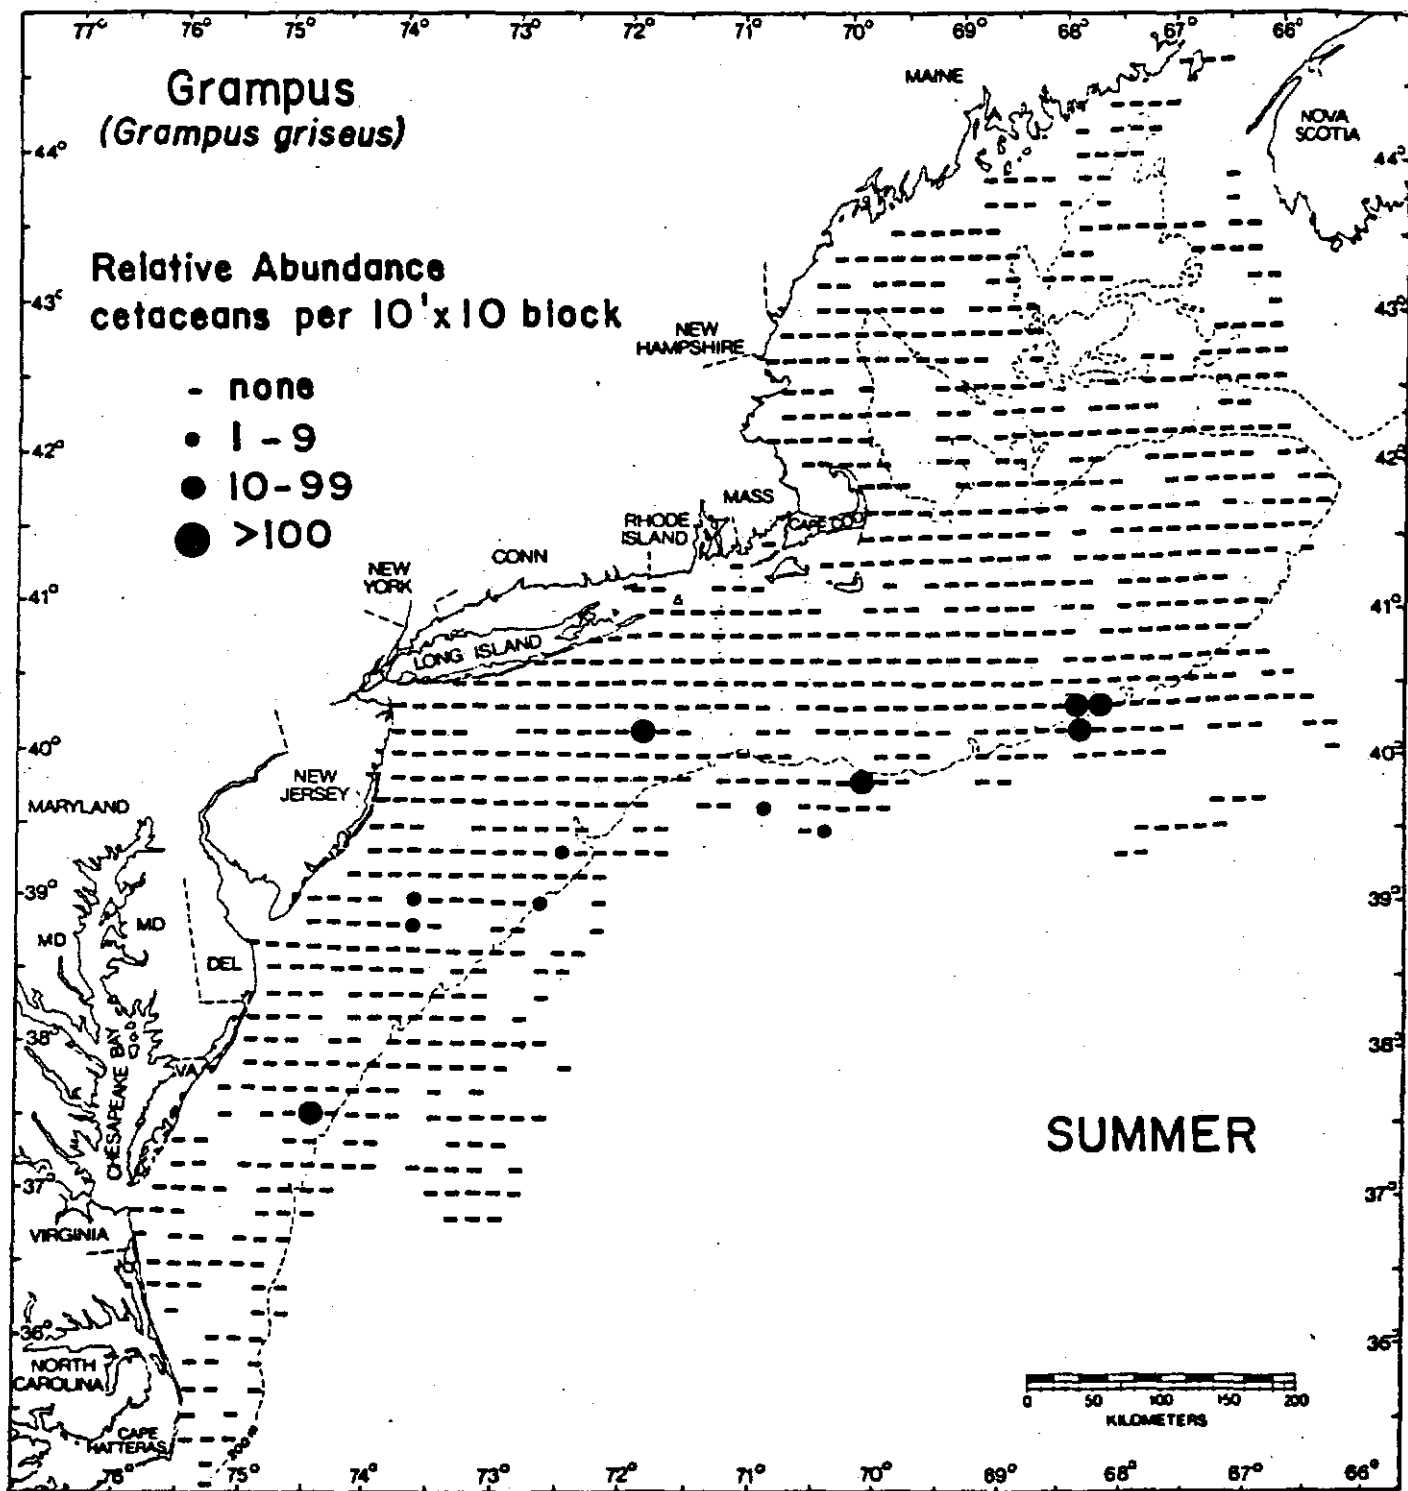 77° 76° 75° 74° 73° 72° 71° 70° 69° 68° 67° 66°
Grampus
(Grampus griseus)
MAINE
NOVA
SCOTIA
44° 44°
Relative Abundance
cetaceans per 10'x10 block
43° 43°
NEW
HAMPSHIRE
- none
1-9
10-99
>100
42° 42°
MASS
CAPE COD
RHODE
ISLAND
CONN
NEW
YORK
41° 41°
LONG ISLAND
40° 40°
NEW
JERSEY
MARYLAND
39° 39°
MD
MD
DEL
38° 38°
CHESAPEAKE BAY
VA
SUMMER
37° 37°
VIRGINIA
36° 35°
NORTH
CAROLINA
0 50 100 150 200
KILOMETERS
CAPE
HATTERAS
76° 75° 74° 73° 72° 71° 70° 69° 68° 67° 66°